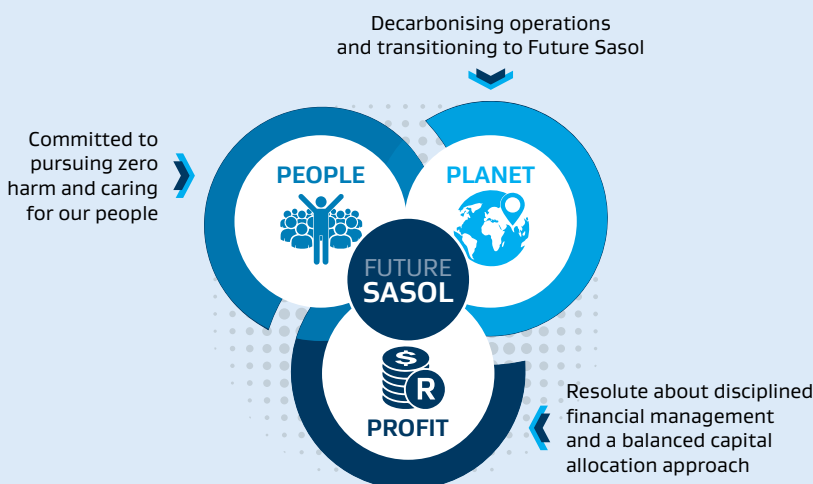 Decarbonising operations
and transitioning to Future Sasol
Committed to
pursuing zero
harm and caring
for our people
PEOPLE
PLANET
FUTURE
SASOL
$
R
PROFIT
Resolute about disciplined
financial management
and a balanced capital
allocation approach